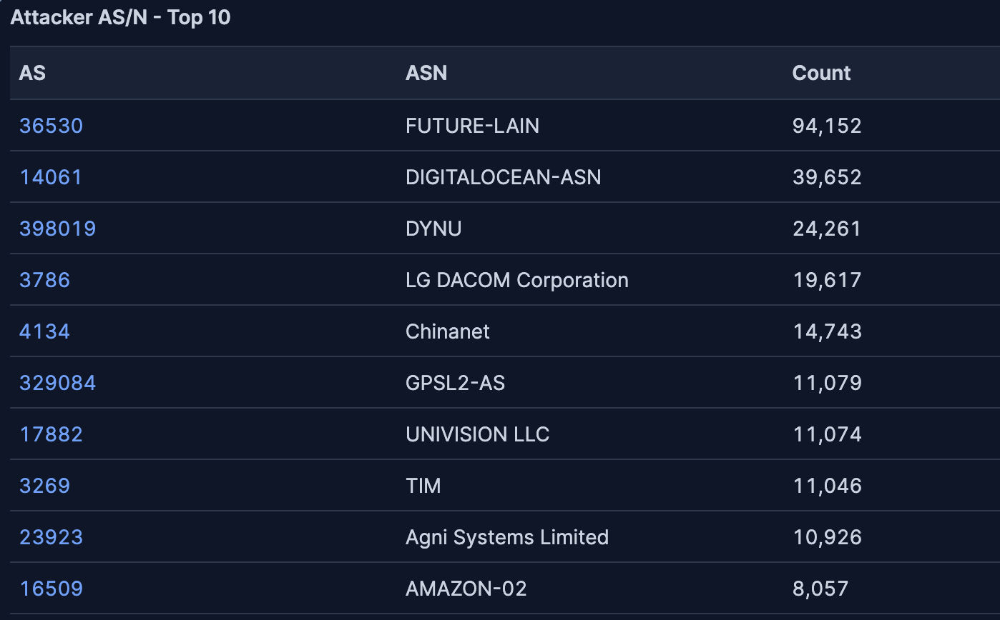 Attacker AS/N - Top 10
AS ASN Count
36530 FUTURE-LAIN 94,152
14061 DIGITALOCEAN-ASN 39,652
398019 DYNU 24,261
3786 LG DACOM Corporation 19,617
4134 Chinanet 14,743
329084 GPSL2-AS 11,079
17882 UNIVISION LLC 11,074
3269 TIM 11,046
23923 Agni Systems Limited 10,926
16509 AMAZON-02 8,057